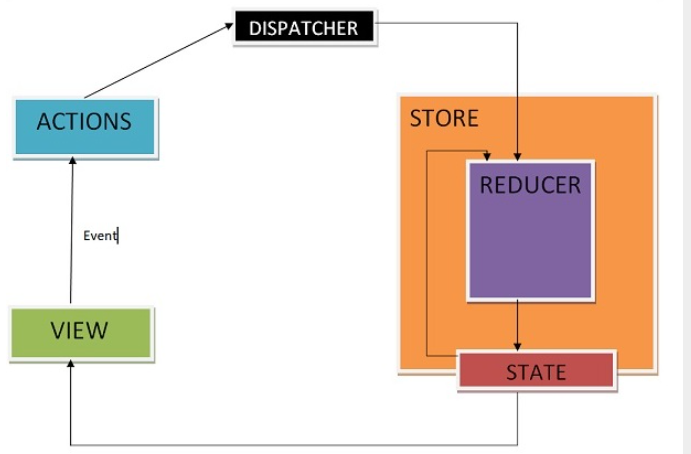 DISPATCHER
ACTIONS
STORE
REDUCER
Event
VIEW
STATE